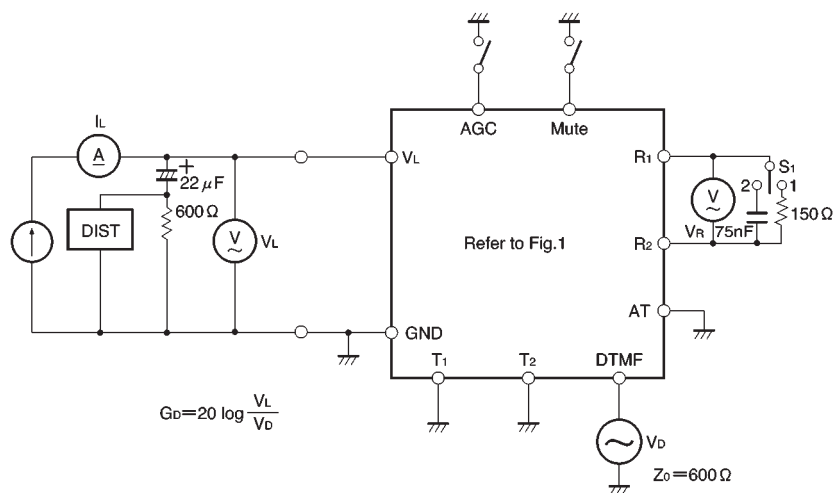 AGC
Mute
IL
A
VL
+
22μF
600Ω
DIST
V
VL
R1
S1
2
1
V
VR
75nF
150Ω
Refer to Fig.1
R2
AT
GND
T1
T2
DTMF
GD=20 log VL/VD
VD
Z0=600Ω